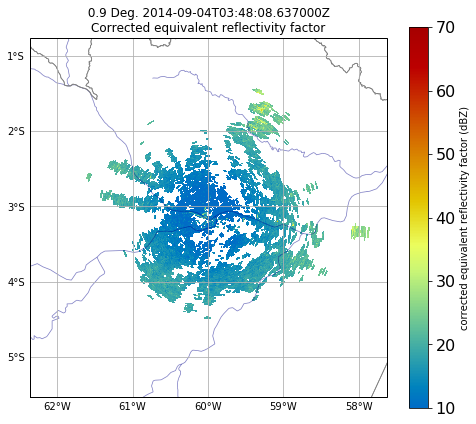 0.9 Deg. 2014-09-04T03:48:08.637000Z
Corrected equivalent reflectivity factor
1°S
2°S
3°S
4°S
5°S
62°W 61°W 60°W 59°W 58°W
70
60
50
40
30
20
10
corrected equivalent reflectivity factor (dBZ)